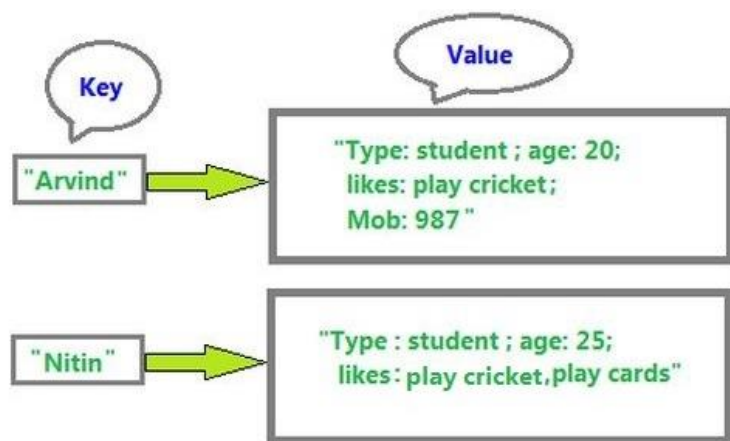 Key
Value
"Arvind"
"Type: student ; age: 20;
likes: play cricket;
Mob: 987 "
"Nitin"
"Type : student ; age: 25;
likes: play cricket,play cards"